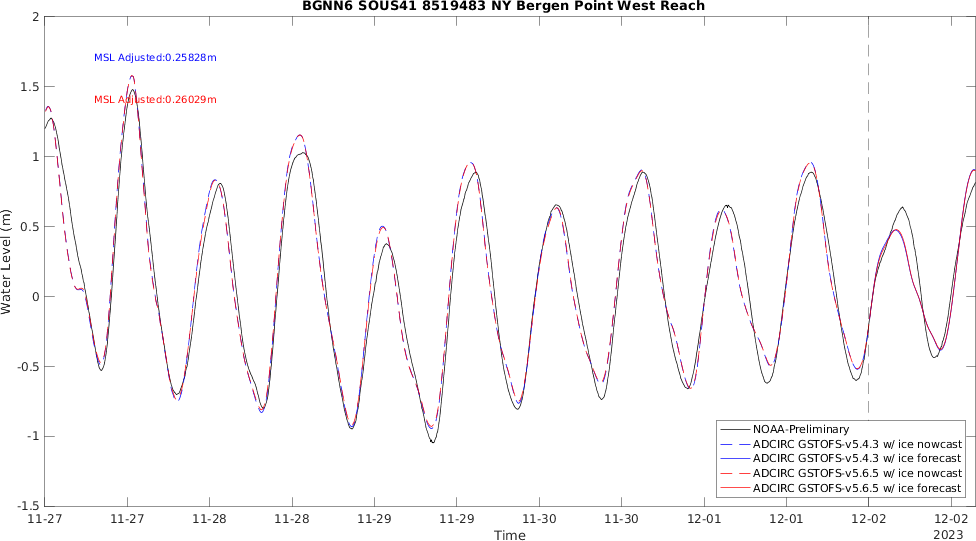 BGNN6 SOUS41 8519483 NY Bergen Point West Reach
MSL Adjusted:0.25828m
MSL Adjusted:0.26029m
Water Level (m)
2
1.5
1
0.5
0
-0.5
-1
-1.5
NOAA-Preliminary
ADCIRC GSTOFS-v5.4.3 w/ ice nowcast
ADCIRC GSTOFS-v5.4.3 w/ ice forecast
ADCIRC GSTOFS-v5.6.5 w/ ice nowcast
ADCIRC GSTOFS-v5.6.5 w/ ice forecast
11-27 11-27 11-28 11-28 11-29 11-29 11-30 11-30 12-01 12-01 12-02 12-02
Time
2023